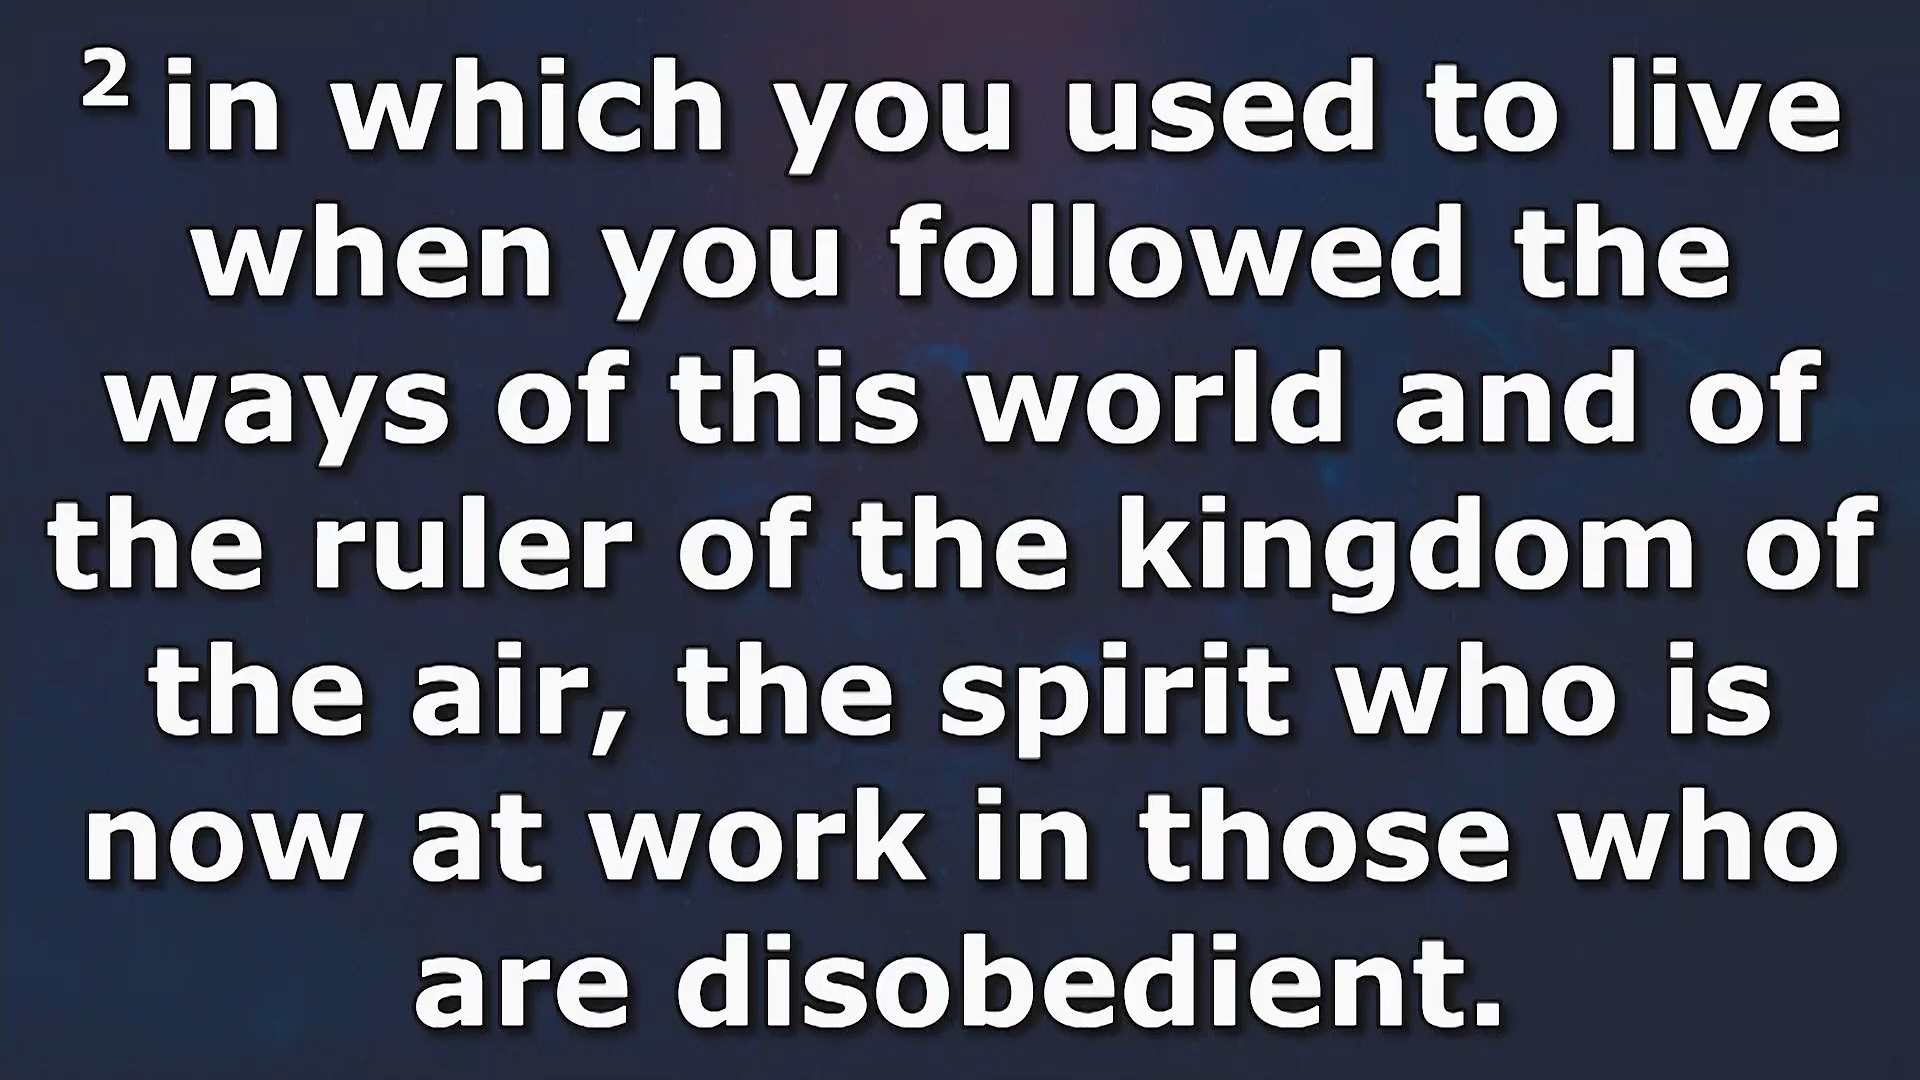 2 in which you used to live
when you followed the
ways of this world and of
the ruler of the kingdom of
the air, the spirit who is
now at work in those who
are disobedient.